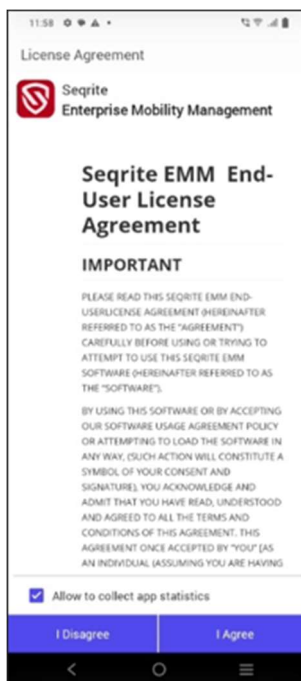 11:58
License Agreement
Seqrite
Enterprise Mobility Management
Seqrite EMM End-
User License
Agreement
IMPORTANT
PLEASE READ THIS SEQRITE EMM END-
USERLICENSE AGREEMENT (HEREINAFTER
REFERRED TO AS THE "AGREEMENT")
CAREFULLY BEFORE USING OR TRYING TO
ATTEMPT TO USE THIS SEQRITE EMM
SOFTWARE (HEREINAFTER REFERRED TO AS
THE "SOFTWARE").
BY USING THIS SOFTWARE OR BY ACCEPTING
OUR SOFTWARE USAGE AGREEMENT POLICY
OR ATTEMPTING TO LOAD THE SOFTWARE IN
ANY WAY, (SUCH ACTION WILL CONSTITUTE A
SYMBOL OF YOUR CONSENT AND
SIGNATURE), YOU ACKNOWLEDGE AND
ADMIT THAT YOU HAVE READ, UNDERSTOOD
AND AGREED TO ALL THE TERMS AND
CONDITIONS OF THIS AGREEMENT. THIS
AGREEMENT ONCE ACCEPTED BY "YOU" [AS
AN INDIVIDUAL (ASSUMING YOU ARE HAVING
Allow to collect app statistics
I Disagree
I Agree